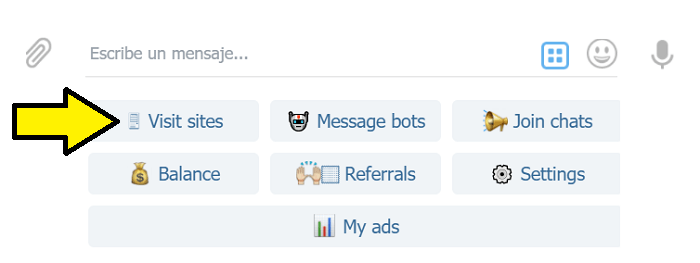 Escribe un mensaje...
Visit sites Message bots Join chats
Balance Referrals Settings
My ads